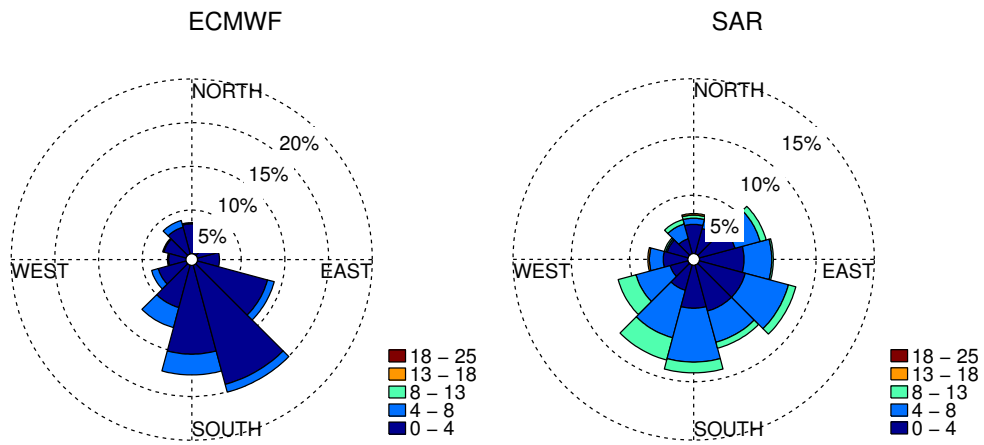 ECMWF
NORTH
20%
15%
10%
5%
WEST
EAST
SOUTH
18 – 25
13 – 18
8 – 13
4 – 8
0 – 4
SAR
NORTH
15%
10%
5%
WEST
EAST
SOUTH
18 – 25
13 – 18
8 – 13
4 – 8
0 – 4